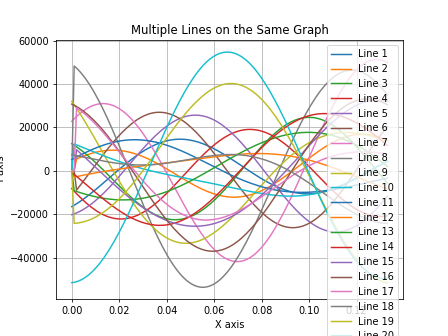 Multiple Lines on the Same Graph
60000
40000
20000
0
−20000
−40000
0.00 0.02 0.04 0.06 0.08 0.10
X axis
Line 1
Line 2
Line 3
Line 4
Line 5
Line 6
Line 7
Line 8
Line 9
Line 10
Line 11
Line 12
Line 13
Line 14
Line 15
Line 16
Line 17
Line 18
Line 19
Line 20